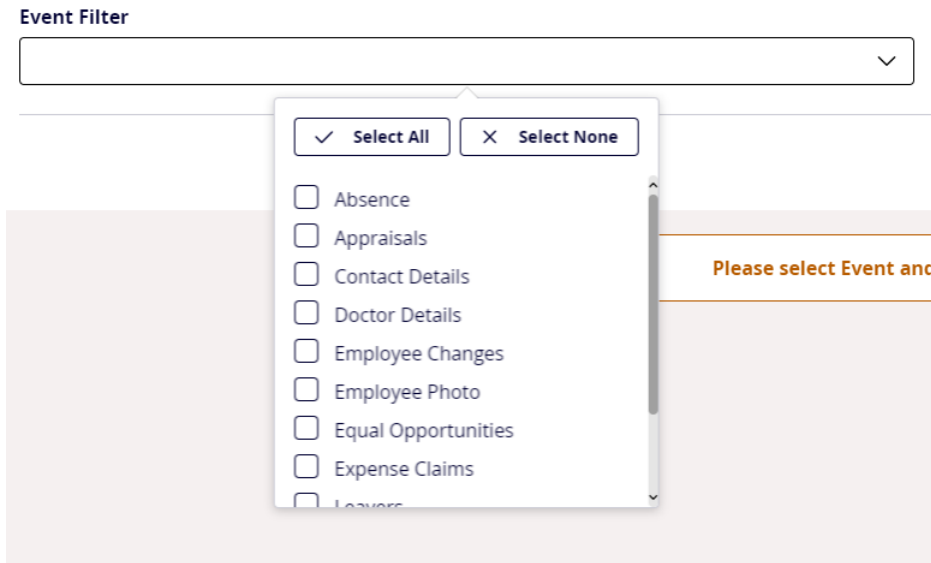 Event Filter
Select All
Select None
Absence
Appraisals
Contact Details
Doctor Details
Employee Changes
Employee Photo
Equal Opportunities
Expense Claims
Leavers
Please select Event and